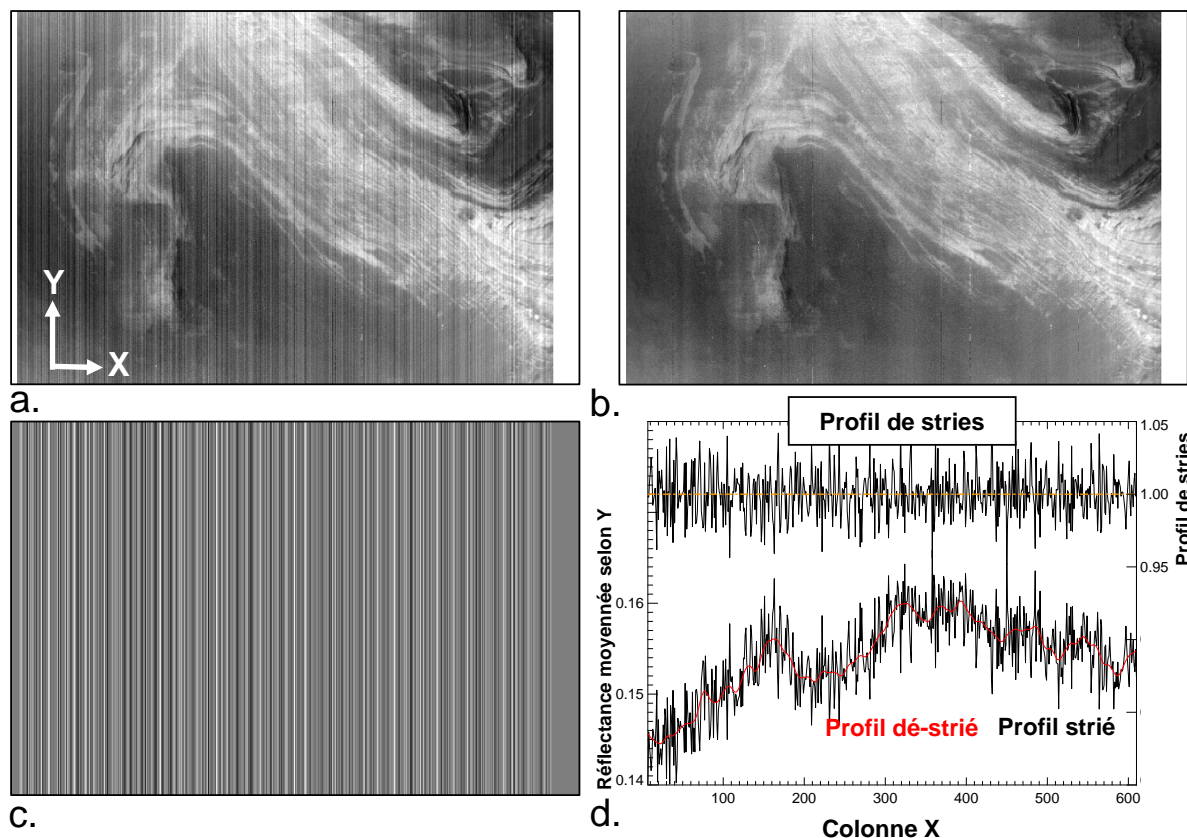 Y
X
a.
b.
Profil de stries
1.05
1.00
0.95
Profil de stries
Réflectance moyennée selon Y
0.16
0.15
0.14
Profil dé-strié
Profil strié
100
200
300
400
500
600
Colonne X
c.
d.